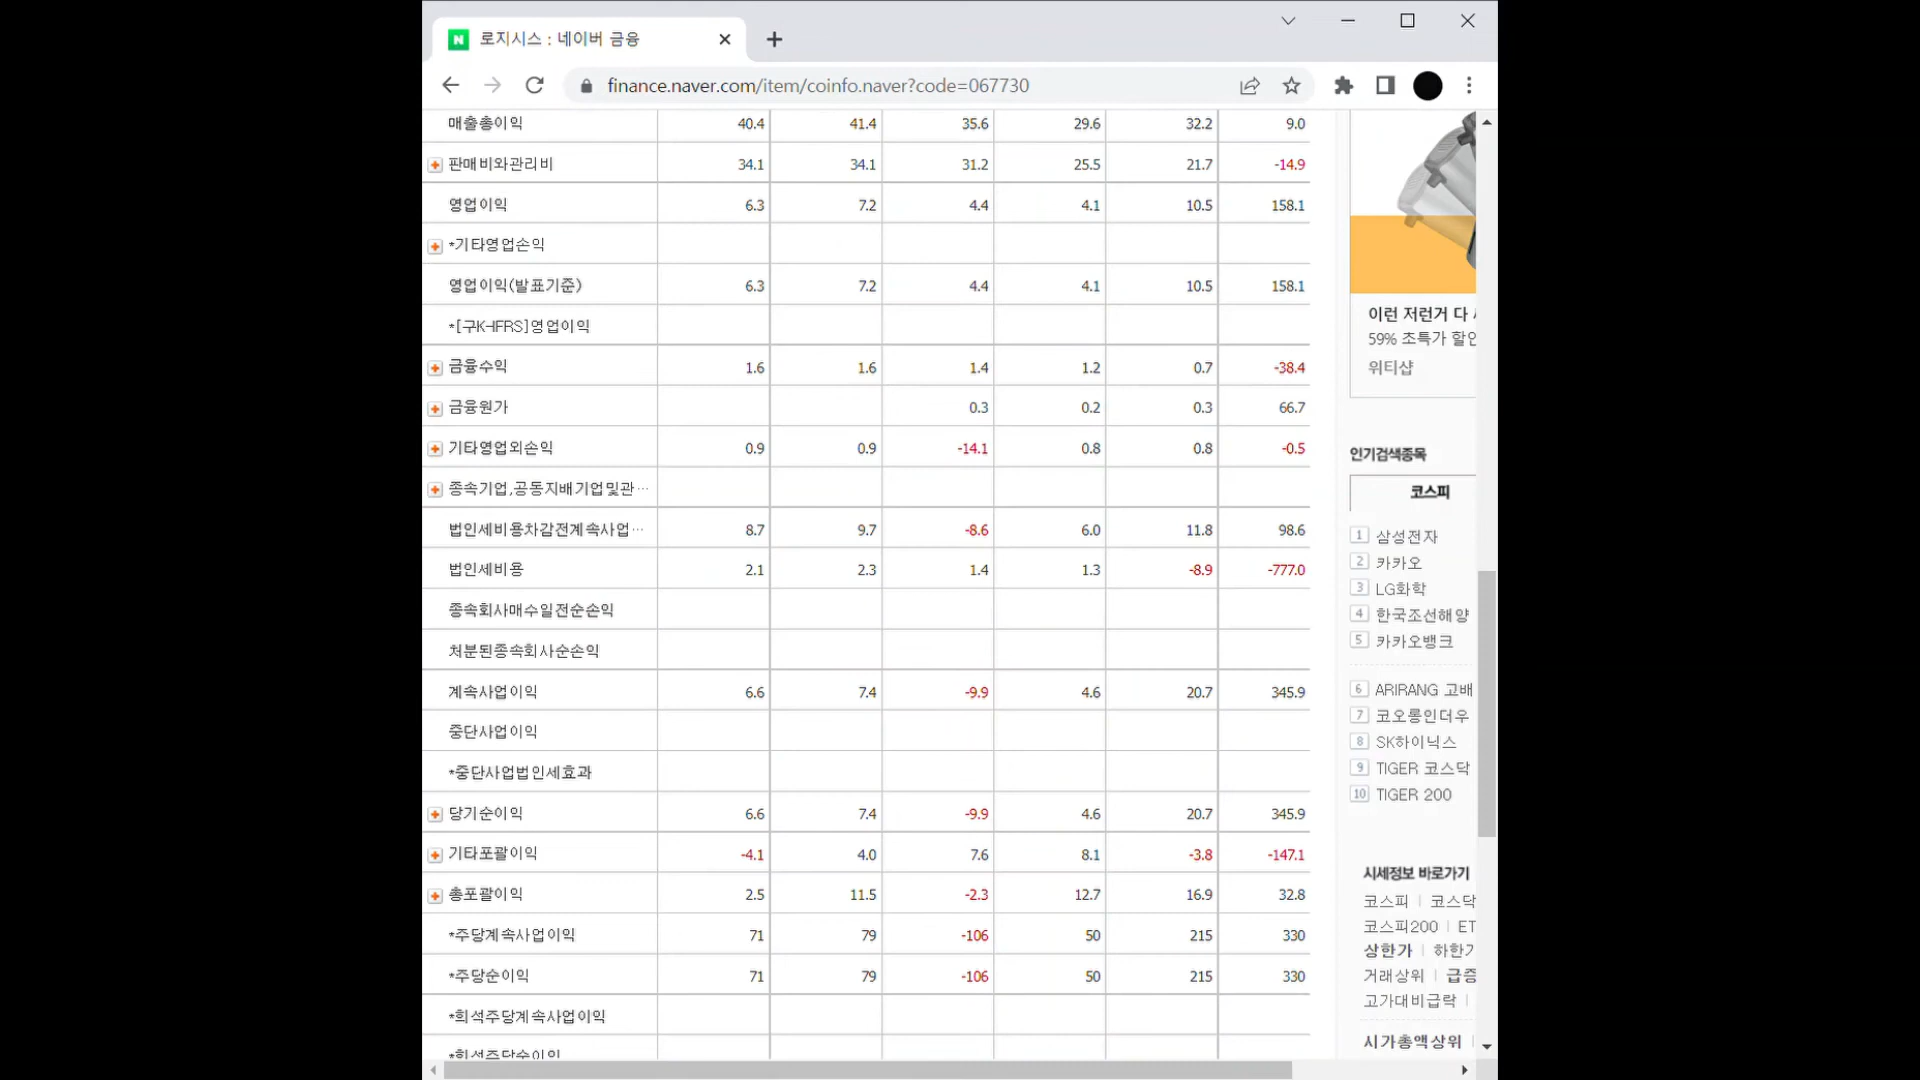 로지시스 : 네이버 금융
finance.naver.com/item/coinfo.naver?code=067730
매출총이익 40.4 41.4 35.6 29.6 32.2 9.0
판매비와관리비 34.1 34.1 31.2 25.5 21.7 -14.9
영업이익 6.3 7.2 4.4 4.1 10.5 158.1
*기타영업손익
영업이익(발표기준) 6.3 7.2 4.4 4.1 10.5 158.1
*[구K-IFRS]영업이익
금융수익 1.6 1.6 1.4 1.2 0.7 -38.4
금융원가 0.3 0.2 0.3 66.7
기타영업외손익 0.9 0.9 -14.1 0.8 0.8 -0.5
종속기업,공동지배기업및관…
법인세비용차감전계속사업… 8.7 9.7 -8.6 6.0 11.8 98.6
법인세비용 2.1 2.3 1.4 1.3 -8.9 -777.0
종속회사매수일전순손익
처분된종속회사순손익
계속사업이익 6.6 7.4 -9.9 4.6 20.7 345.9
중단사업이익
*중단사업법인세효과
당기순이익 6.6 7.4 -9.9 4.6 20.7 345.9
기타포괄이익 -4.1 4.0 7.6 8.1 -3.8 -147.1
총포괄이익 2.5 11.5 -2.3 12.7 16.9 32.8
*주당계속사업이익 71 79 -106 50 215 330
*주당순이익 71 79 -106 50 215 330
*희석주당계속사업이익
이런 저런거 다
59% 초특가 할인
위티샵
인기검색종목
코스피
1 삼성전자
2 카카오
3 LG화학
4 한국조선해양
5 카카오뱅크
6 ARIRANG 고배
7 코오롱인더우
8 SK하이닉스
9 TIGER 코스닥
10 TIGER 200
시세정보 바로가기
코스피 | 코스닥
코스피200 | ET
상한가 | 하한가
거래상위 | 급증
고가대비급락 |
시가총액상위 |